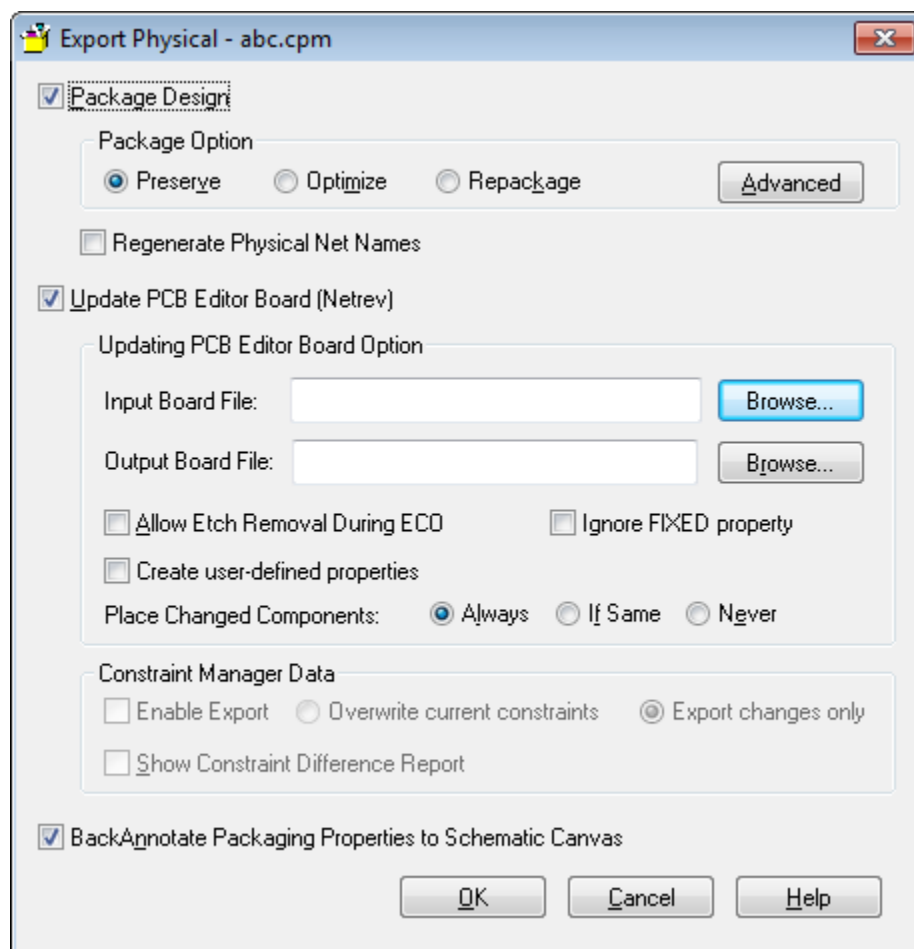 Export Physical - abc.cpm
Package Design
Package Option
Preserve Optimize Repackage Advanced
Regenerate Physical Net Names
Update PCB Editor Board (Netrev)
Updating PCB Editor Board Option
Input Board File: Browse...
Output Board File: Browse...
Allow Etch Removal During ECO Ignore FIXED property
Create user-defined properties
Place Changed Components: Always If Same Never
Constraint Manager Data
Enable Export Overwrite current constraints Export changes only
Show Constraint Difference Report
BackAnnotate Packaging Properties to Schematic Canvas
OK Cancel Help